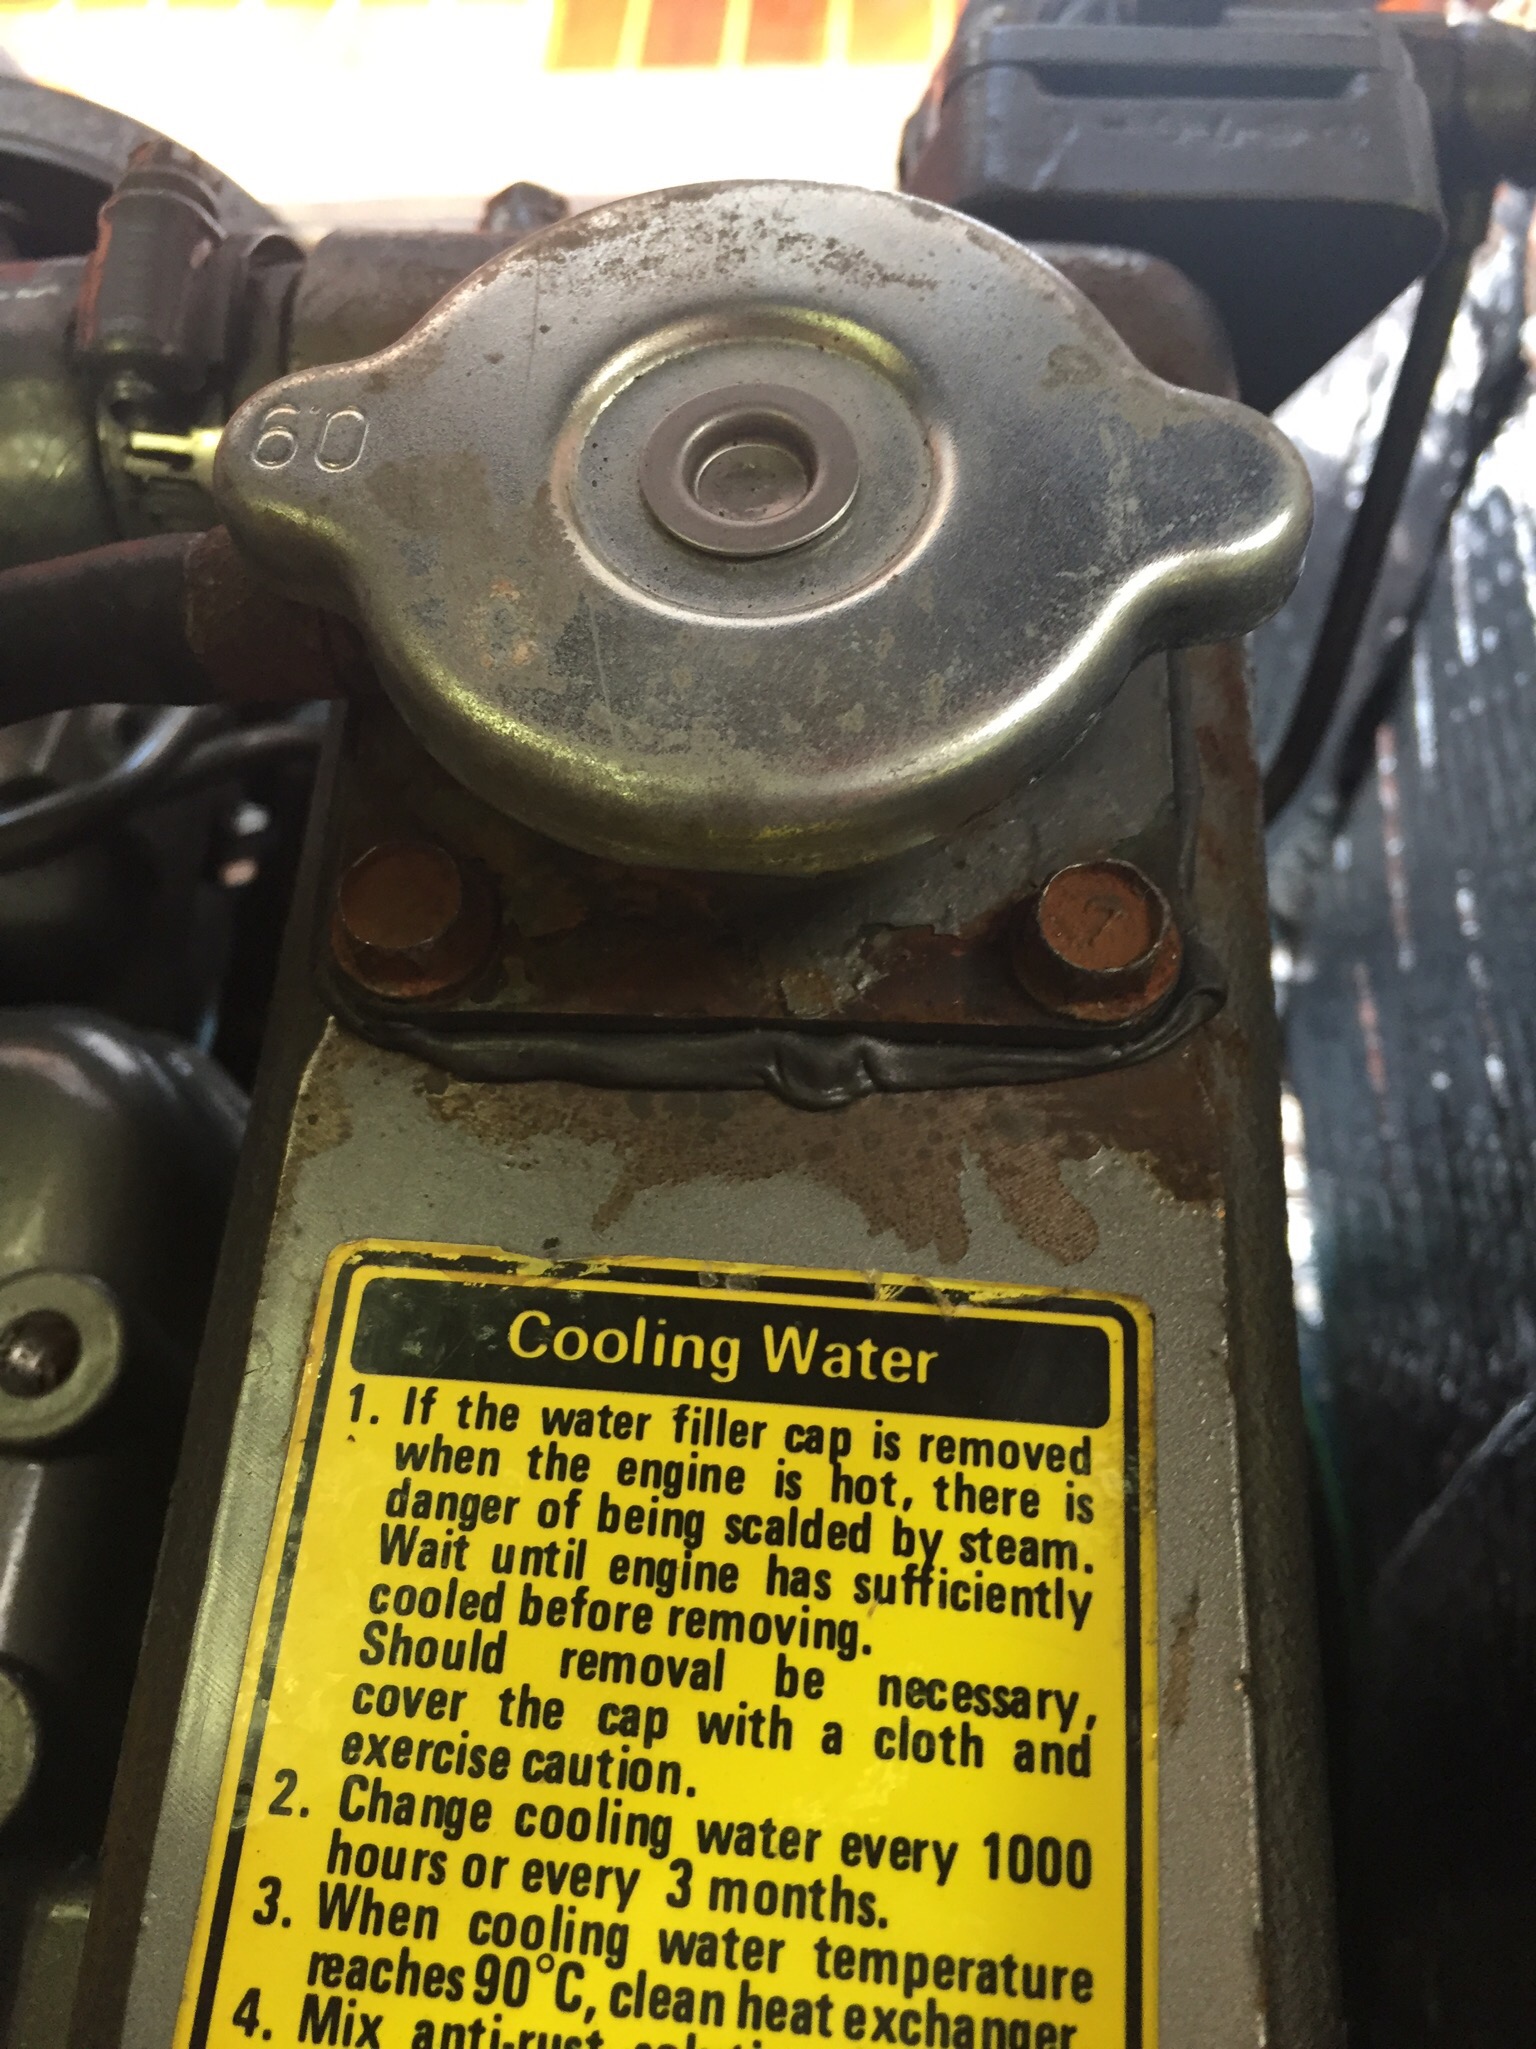 60
7
Cooling Water
1. If the water filler cap is removed
when the engine is hot, there is
danger of being scalded by steam.
Wait until engine has sufficiently
cooled before removing.
Should removal be necessary,
cover the cap with a cloth and
exercise caution.
2. Change cooling water every 1000
hours or every 3 months.
3. When cooling water temperature
reaches 90°C, clean heat exchanger
4. Mix anti-rust